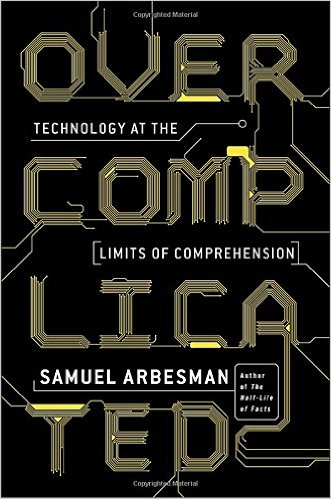 OVER
TECHNOLOGY AT THE
COMP
LIMITS OF COMPREHENSION
LICA
SAMUEL ARBESMAN
Author
of The
Half-Life
of Facts
TED